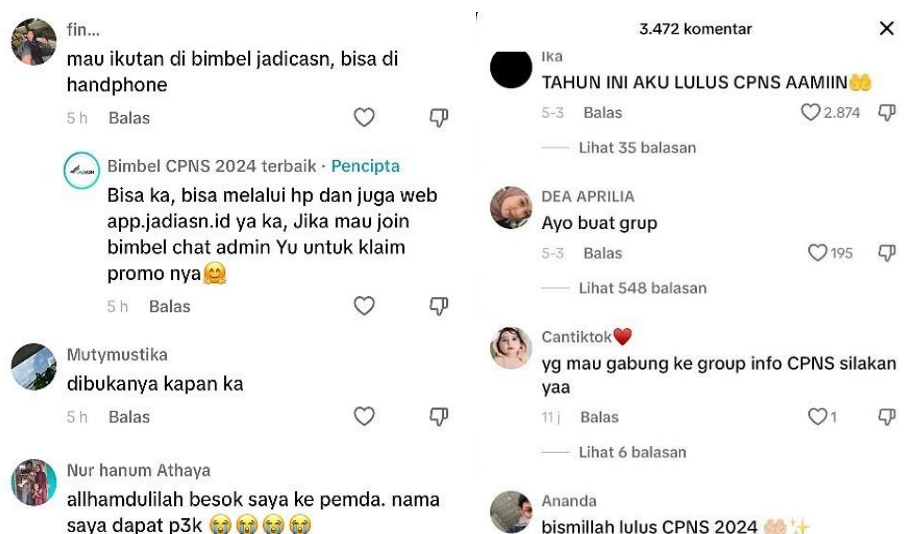 fin...
mau ikutan di bimbel jadicasn, bisa di
handphone
5 h Balas
Bimbel CPNS 2024 terbaik · Pencipta
Bisa ka, bisa melalui hp dan juga web
app.jadiasn.id ya ka, Jika mau join
bimbel chat admin Yu untuk klaim
promo nya🤗
5 h Balas
Mutymustika
dibukanya kapan ka
5 h Balas
Nur hanum Athaya
allhamdulilah besok saya ke pemda. nama
saya dapat p3k 😭😭😭😭
3.472 komentar
Ika
TAHUN INI AKU LULUS CPNS AAMIIN🤲
5-3 Balas 2.874
Lihat 35 balasan
DEA APRILIA
Ayo buat grup
5-3 Balas 195
Lihat 548 balasan
Cantiktok♥️
yg mau gabung ke group info CPNS silakan
yaa
11 j Balas 1
Lihat 6 balasan
Ananda
bismillah lulus CPNS 2024 🤲🏻✨